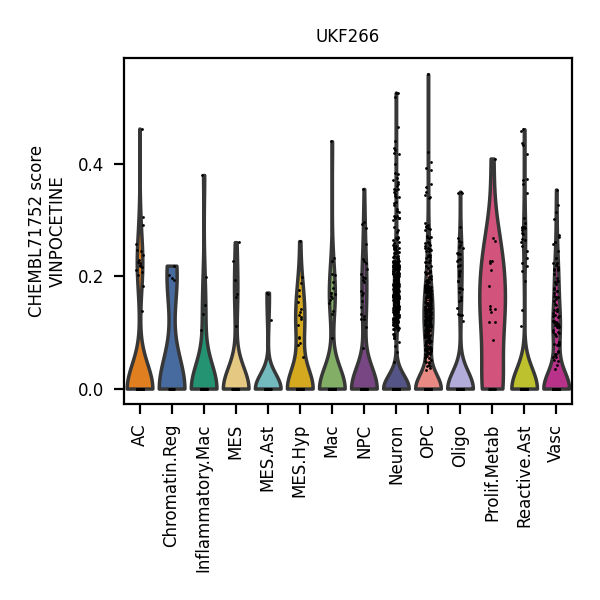 UKF266
CHEMBL71752 score
VINPOCETINE
0.4
0.2
0.0
AC
Chromatin.Reg
Inflammatory.Mac
MES
MES.Ast
MES.Hyp
Mac
NPC
Neuron
OPC
Oligo
Prolif.Metab
Reactive.Ast
Vasc